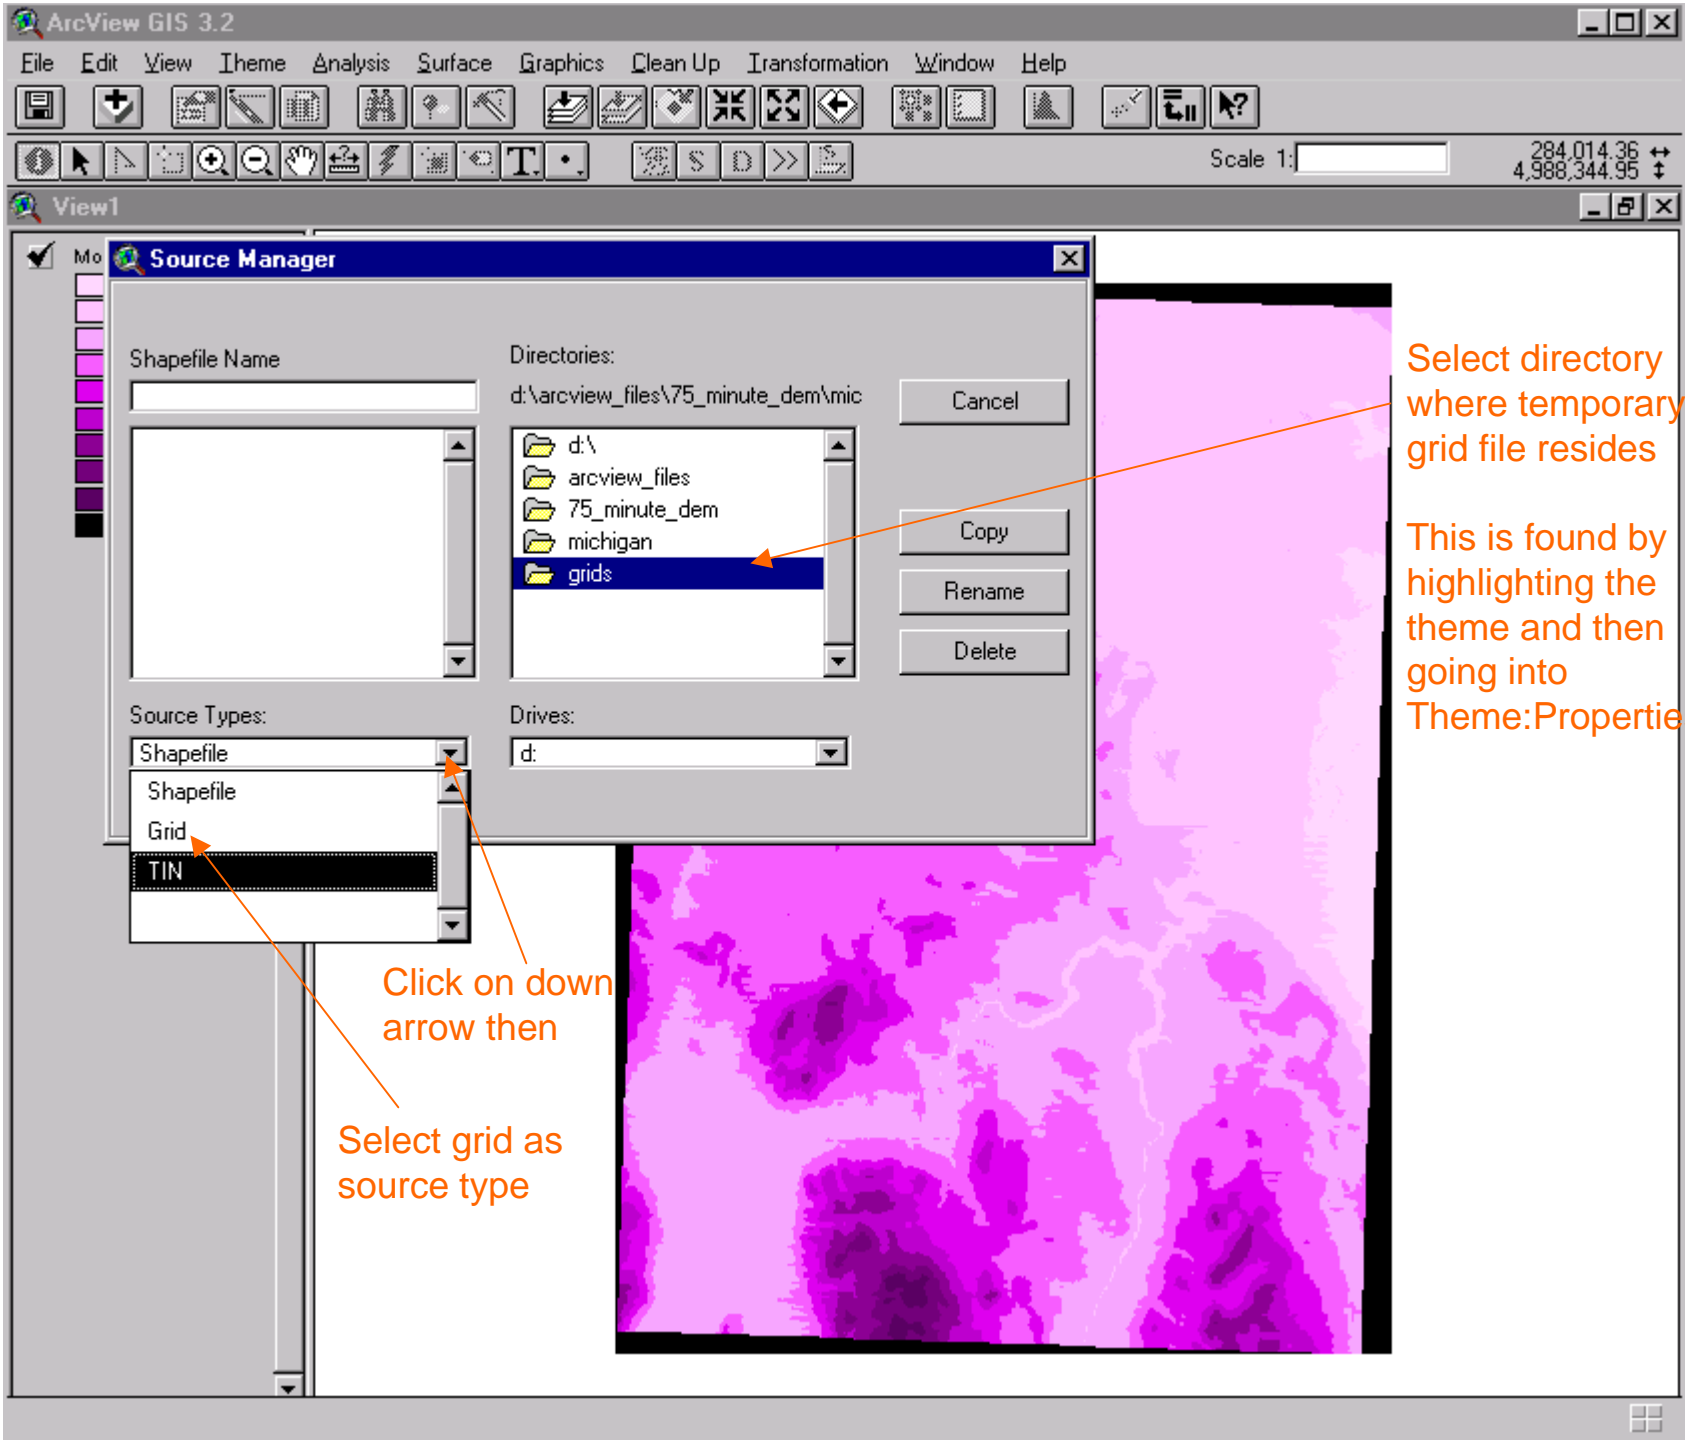 ArcView GIS 3.2
File Edit View Theme Analysis Surface Graphics Clean Up Transformation Window Help
T
S D >>
Scale 1:
284,014.36
4,988,344.95
View1
Mo
Source Manager
Shapefile Name
Directories:
d:\arcview_files\75_minute_dem\mic
d:\
arcview_files
75_minute_dem
michigan
grids
Cancel
Copy
Rename
Delete
Source Types:
Shapefile
Shapefile
Grid
TIN
Drives:
d:
Select directory
where temporary
grid file resides
This is found by
highlighting the
theme and then
going into
Theme:Propertie
Click on down
arrow then
Select grid as
source type